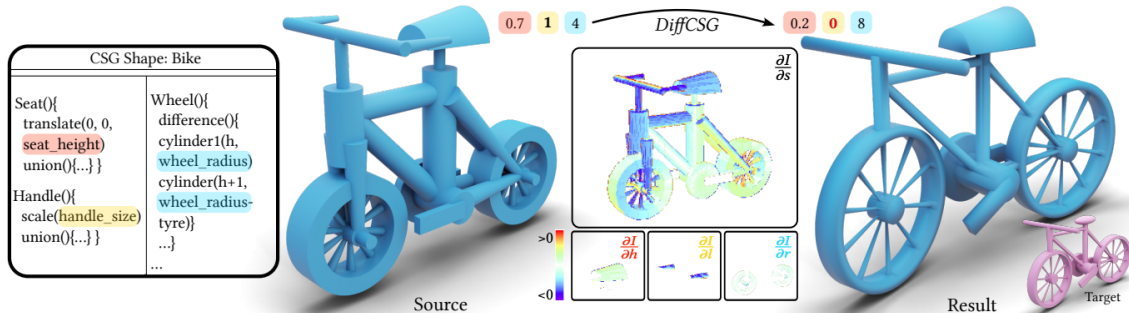 CSG Shape: Bike
Seat(){
translate(0, 0,
seat_height)
union(){...} }
Handle(){
scale(handle_size)
union(){...} }
...
Wheel(){
difference(){
cylinder1(h,
wheel_radius)
cylinder(h+1,
wheel_radius-
tyre)}
...}
0.7 1 4
DiffCSG
0.2 0 8
∂I/∂s
>0
<0
∂I/∂h
∂I/∂l
∂I/∂r
Source
Result
Target